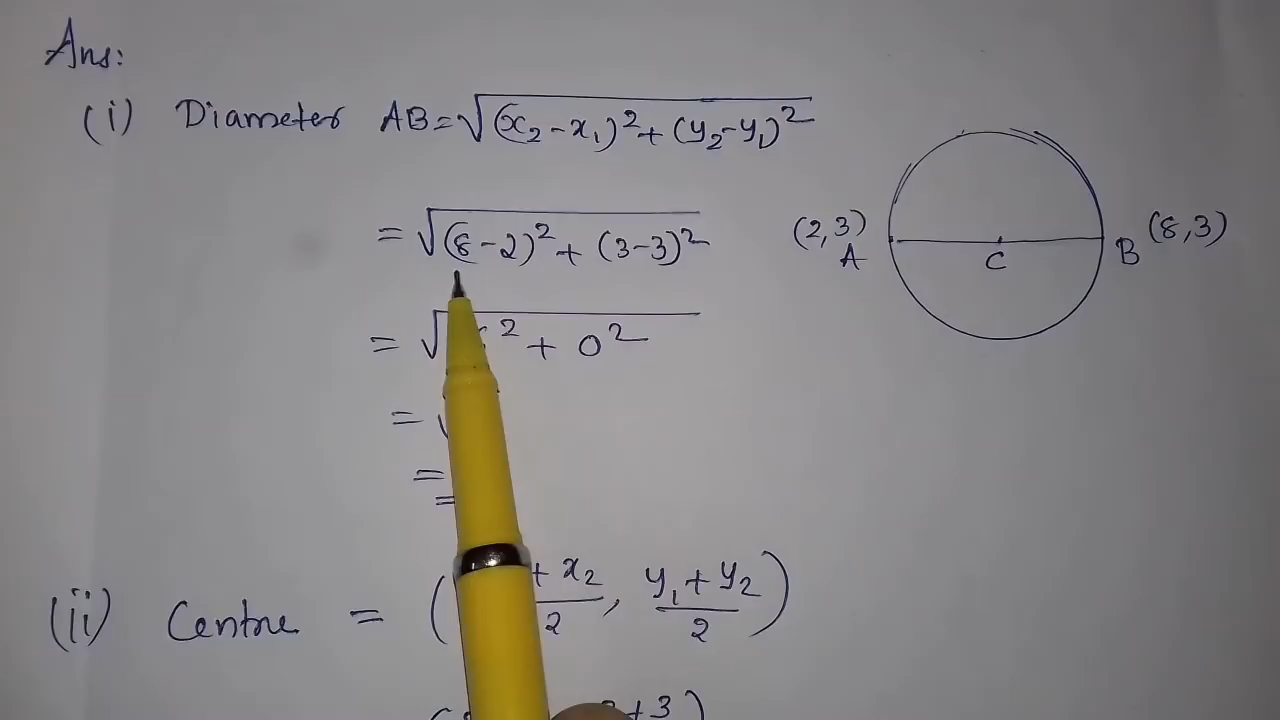 Ans:
(i) Diameter AB = √(x₂ - x₁)² + (y₂ - y₁)²
= √(8 - 2)² + (3 - 3)²
= √ ² + 0²
= √
=
(ii) Centre = ( + x₂/2, y₁ + y₂/2)
+ 3)
(2,3)
A
C
B
(8,3)